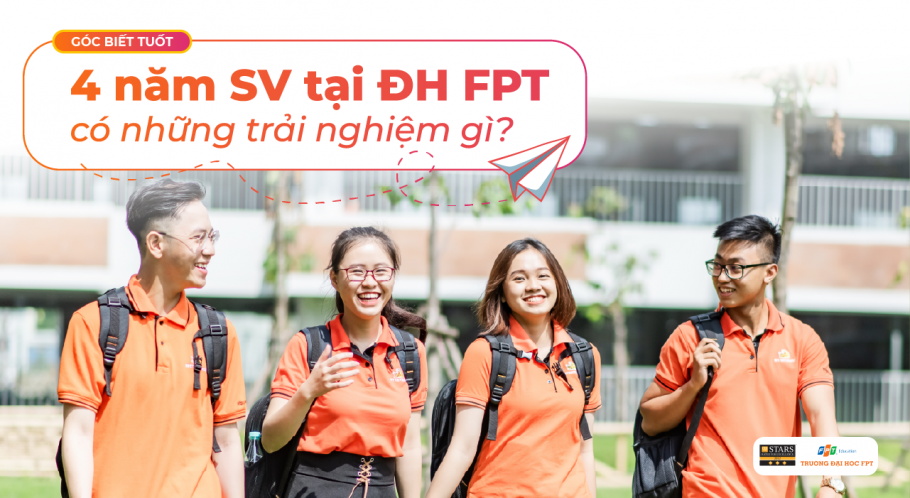 GÓC BIẾT TUỐT
4 năm SV tại ĐH FPT
có những trải nghiệm gì?
STARS
FPT Education
TRƯỜNG ĐẠI HỌC FPT